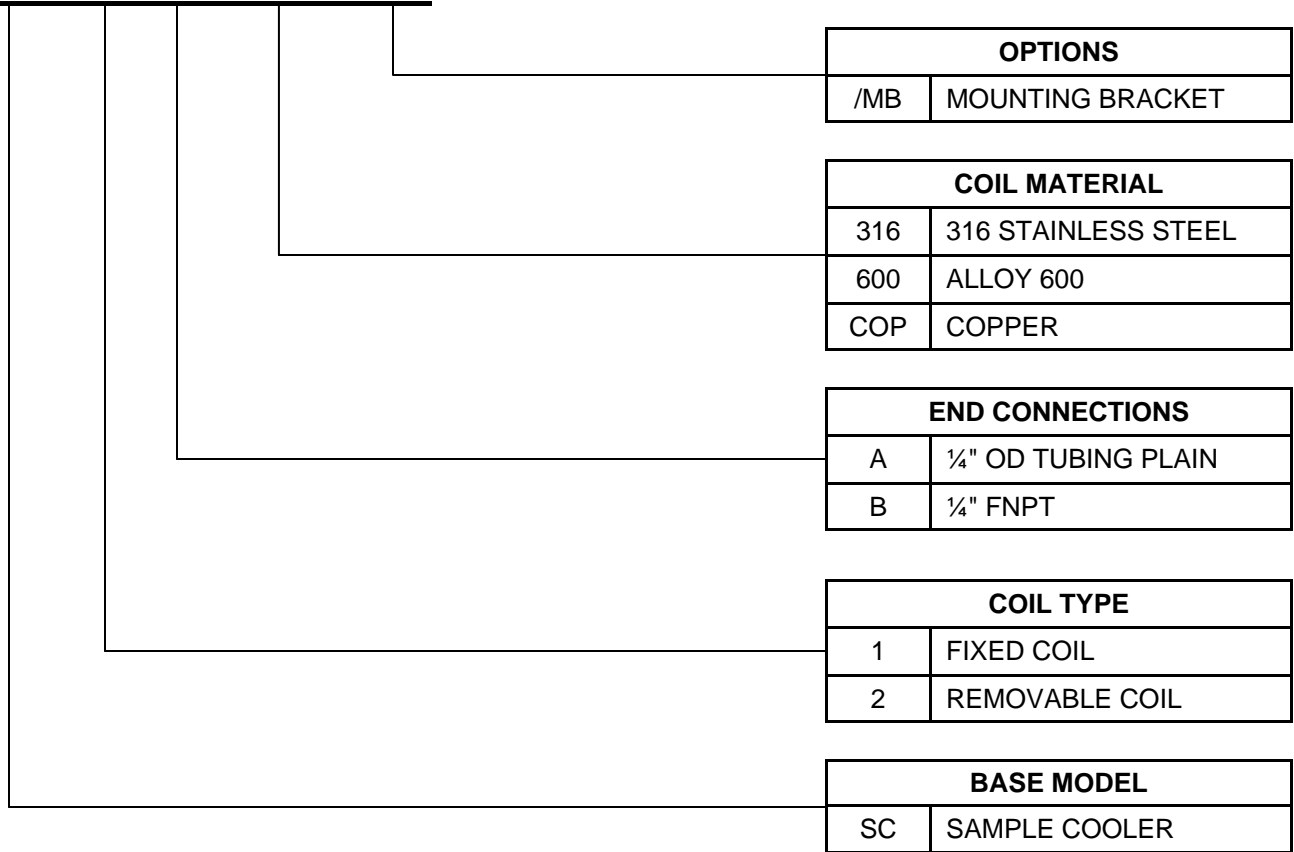 OPTIONS
/MB MOUNTING BRACKET
COIL MATERIAL
316 316 STAINLESS STEEL
600 ALLOY 600
COP COPPER
END CONNECTIONS
A ¼" OD TUBING PLAIN
B ¼" FNPT
COIL TYPE
1 FIXED COIL
2 REMOVABLE COIL
BASE MODEL
SC SAMPLE COOLER